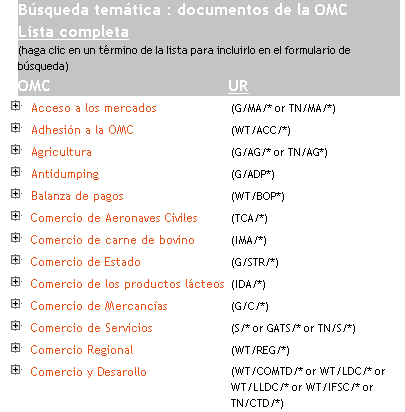 Búsqueda temática : documentos de la OMC
Lista completa
(haga clic en un término de la lista para incluirlo en el formulario de
búsqueda)
OMC UR
Acceso a los mercados (G/MA/* or TN/MA/*)
Adhesión a la OMC (WT/ACC/*)
Agricultura (G/AG/* or TN/AG*)
Antidumping (G/ADP*)
Balanza de pagos (WT/BOP*)
Comercio de Aeronaves Civiles (TCA/*)
Comercio de carne de bovino (IMA/*)
Comercio de Estado (G/STR/*)
Comercio de los productos lácteos (IDA/*)
Comercio de Mercancías (G/C/*)
Comercio de Servicios (S/* or GATS/* or TN/S/*)
Comercio Regional (WT/REG/*)
Comercio y Desarollo (WT/COMTD/* or WT/LDC/* or
WT/LLDC/* or WT/IFSC/* or
TN/CTD/*)